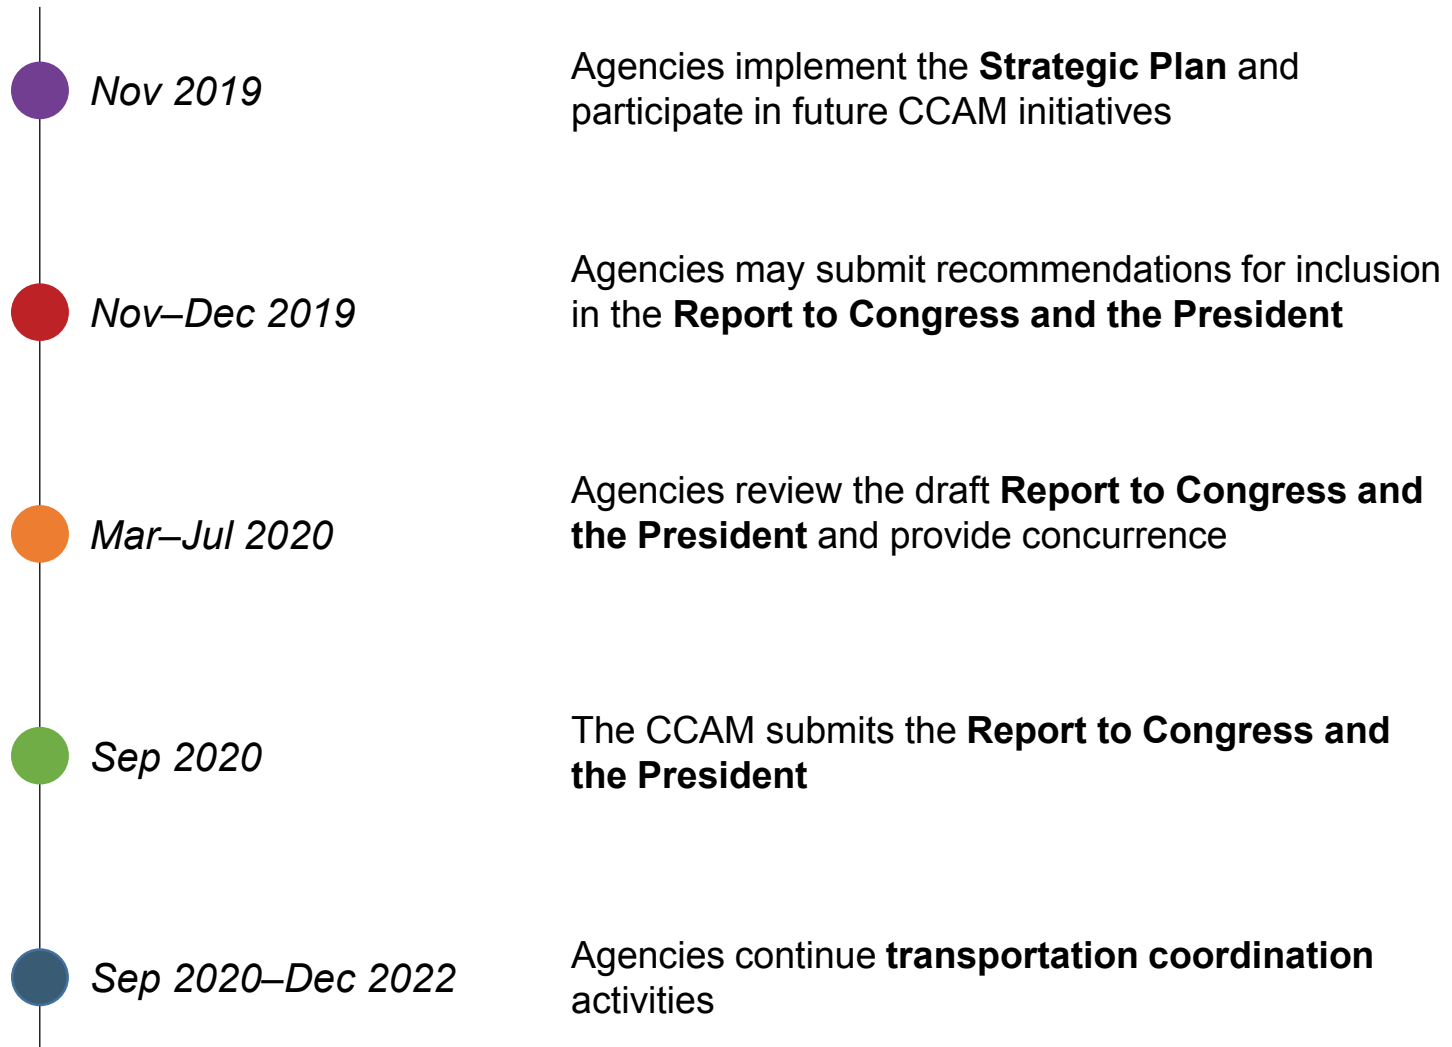 Nov 2019
Agencies implement the Strategic Plan and
participate in future CCAM initiatives
Nov–Dec 2019
Agencies may submit recommendations for inclusion
in the Report to Congress and the President
Mar–Jul 2020
Agencies review the draft Report to Congress and
the President and provide concurrence
Sep 2020
The CCAM submits the Report to Congress and
the President
Sep 2020–Dec 2022
Agencies continue transportation coordination
activities